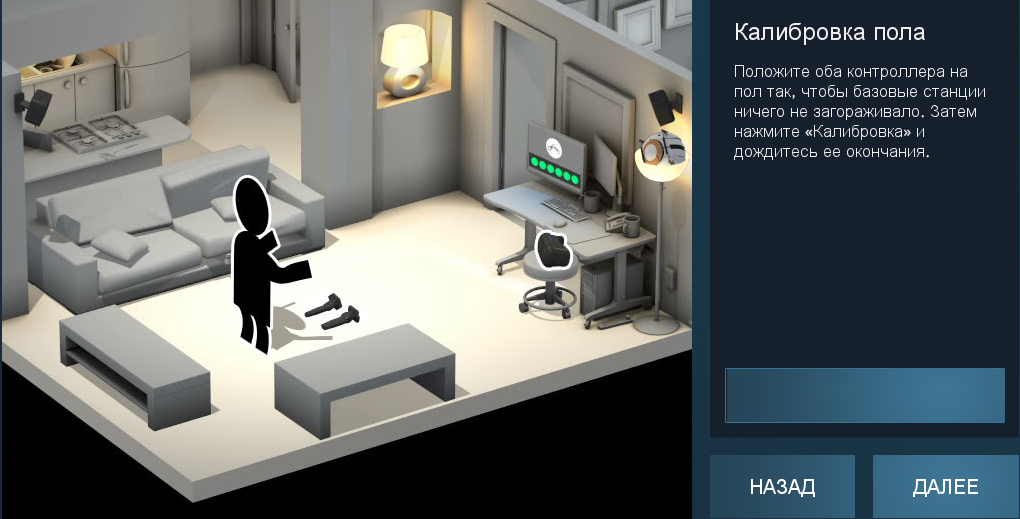 Калибровка пола
Положите оба контроллера на
пол так, чтобы базовые станции
ничего не загораживало. Затем
нажмите «Калибровка» и
дождитесь ее окончания.
НАЗАД
ДАЛЕЕ